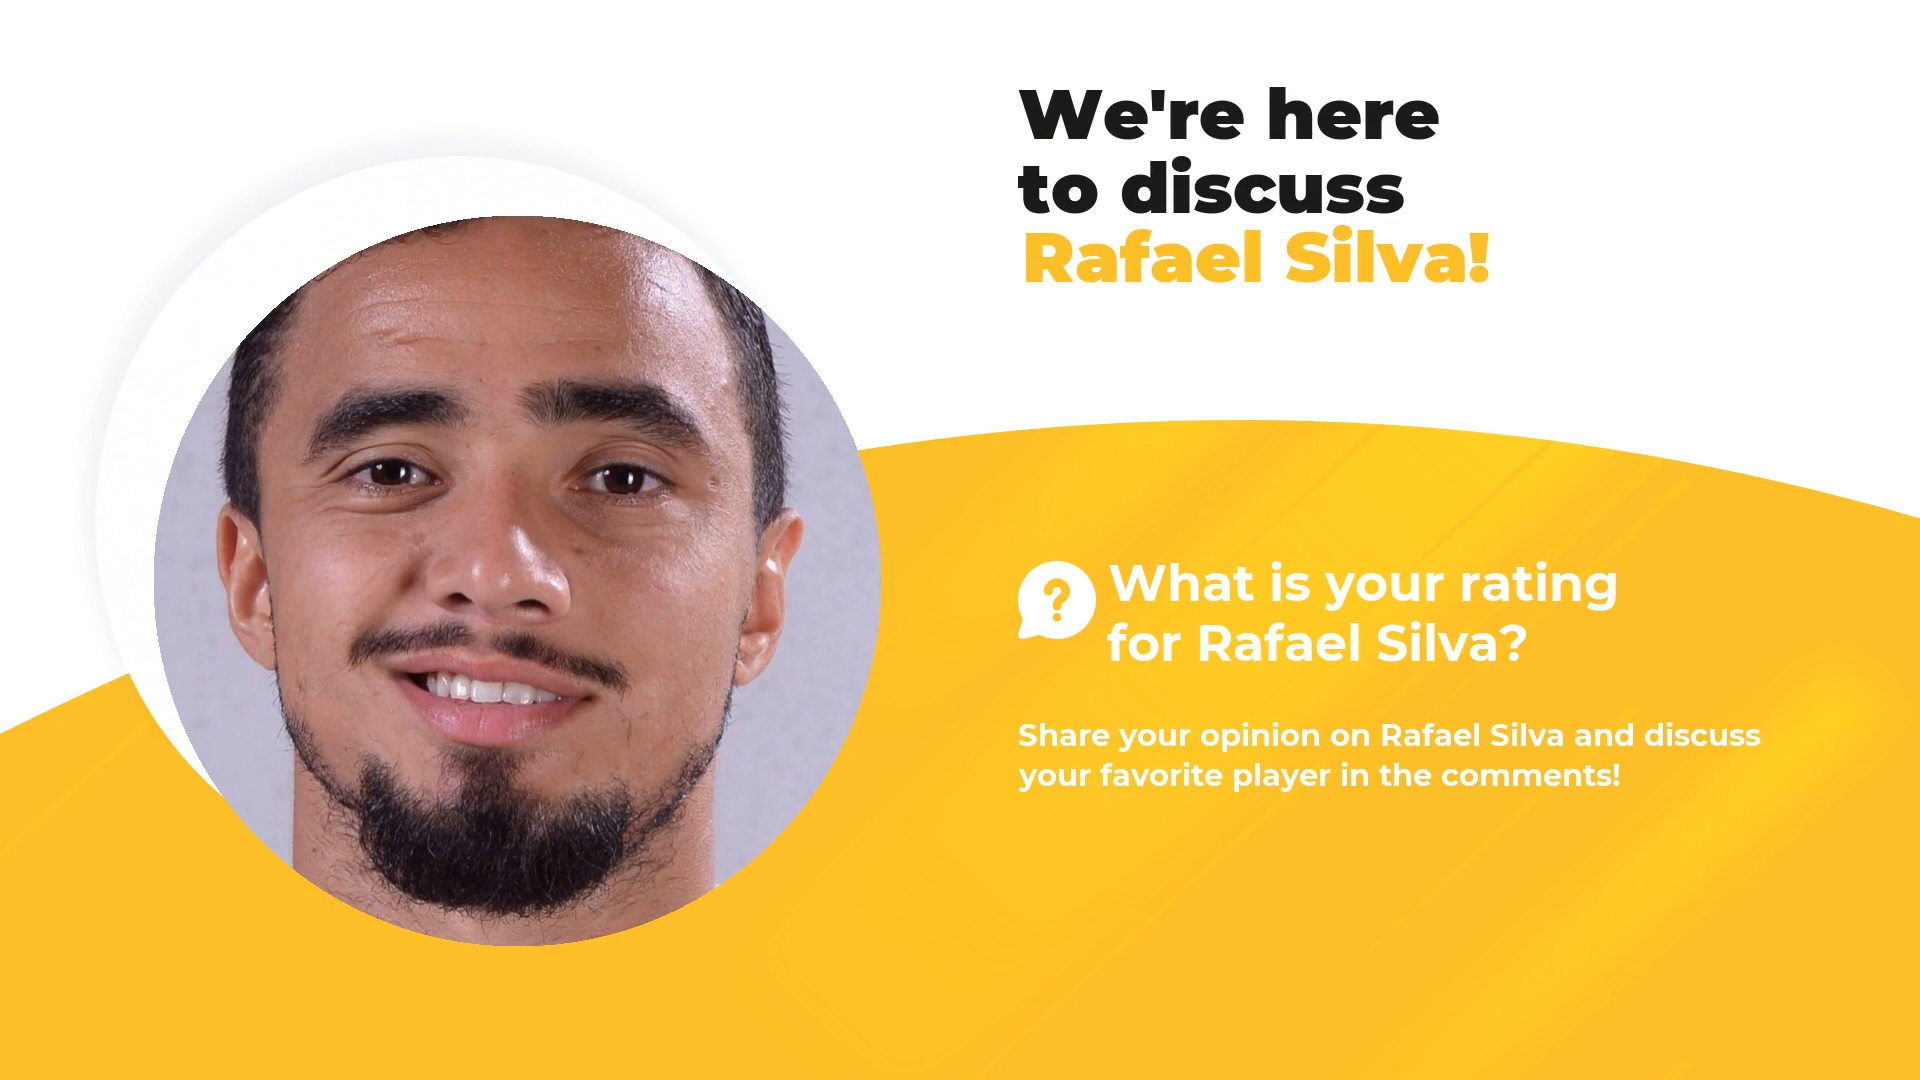 We're here
to discuss
Rafael Silva!
What is your rating
for Rafael Silva?
Share your opinion on Rafael Silva and discuss
your favorite player in the comments!